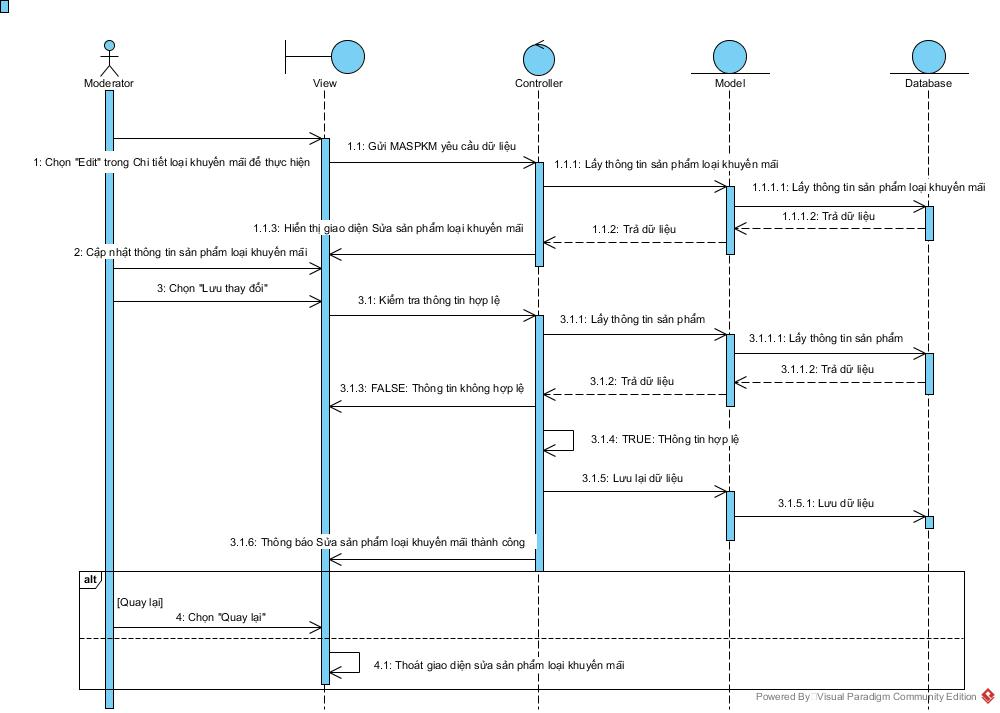 Moderator
View
Controller
Model
Database
1.1: Gửi MASPKM yêu cầu dữ liệu
1: Chọn "Edit" trong Chi tiết loại khuyến mãi để thực hiện
1.1.1: Lấy thông tin sản phẩm loại khuyến mãi
1.1.1.1: Lấy thông tin sản phẩm loại khuyến mãi
1.1.1.2: Trả dữ liệu
1.1.3: Hiển thị giao diện Sửa sản phẩm loại khuyến mãi
1.1.2: Trả dữ liệu
2: Cập nhật thông tin sản phẩm loại khuyến mãi
3: Chọn "Lưu thay đổi"
3.1: Kiểm tra thông tin hợp lệ
3.1.1: Lấy thông tin sản phẩm
3.1.1.1: Lấy thông tin sản phẩm
3.1.1.2: Trả dữ liệu
3.1.2: Trả dữ liệu
3.1.3: FALSE: Thông tin không hợp lệ
3.1.4: TRUE: THông tin hợp lệ
3.1.5: Lưu lại dữ liệu
3.1.5.1: Lưu dữ liệu
3.1.6: Thông báo Sửa sản phẩm loại khuyến mãi thành công
alt
[Quay lại]
4: Chọn "Quay lại"
4.1: Thoát giao diện sửa sản phẩm loại khuyến mãi
Powered By Visual Paradigm Community Edition